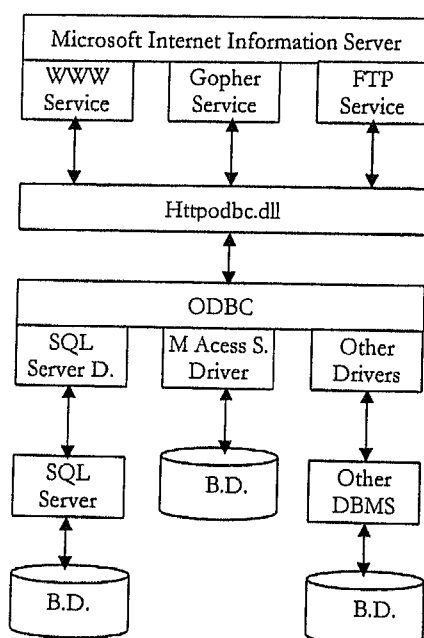 Microsoft Internet Information Server
WWW
Service
Gopher
Service
FTP
Service
Httpodbc.dll
ODBC
SQL
Server D.
M Acess S.
Driver
Other
Drivers
SQL
Server
B.D.
Other
DBMS
B.D.
B.D.